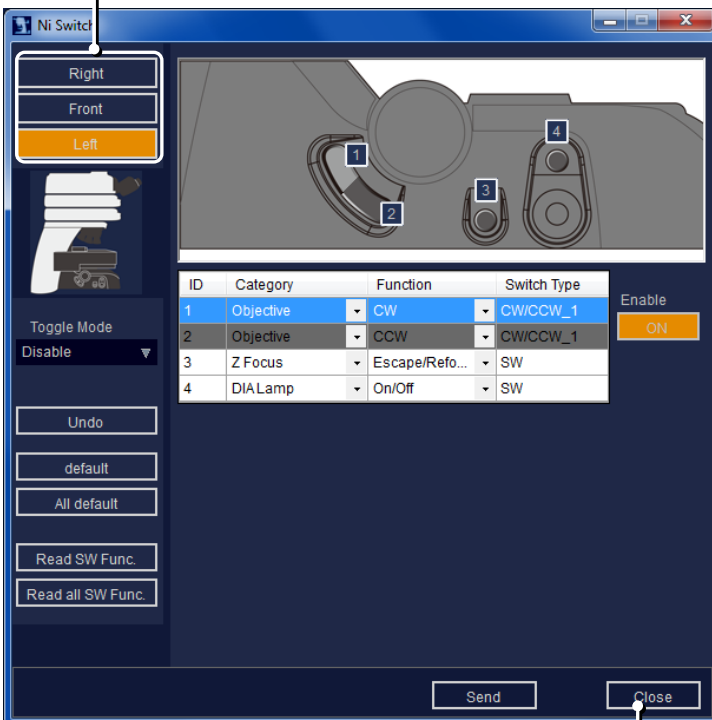 Ni Switch
Right
Front
Left
1
2
3
4
ID Category Function Switch Type
1 Objective CW CW/CCW_1
2 Objective CCW CW/CCW_1
3 Z Focus Escape/Refo... SW
4 DIA Lamp On/Off SW
Enable
ON
Toggle Mode
Disable
Undo
default
All default
Read SW Func.
Read all SW Func.
Send
Close